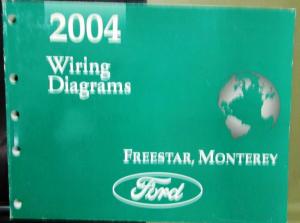 2004
Wiring
Diagrams
FREESTAR, MONTEREY
Ford